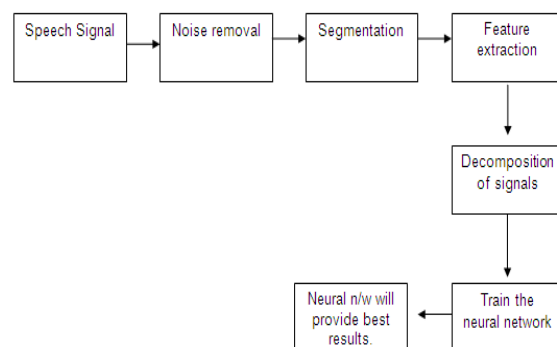 Speech Signal
Noise removal
Segmentation
Feature
extraction
Decomposition
of signals
Train the
neural network
Neural n/w will
provide best
results.